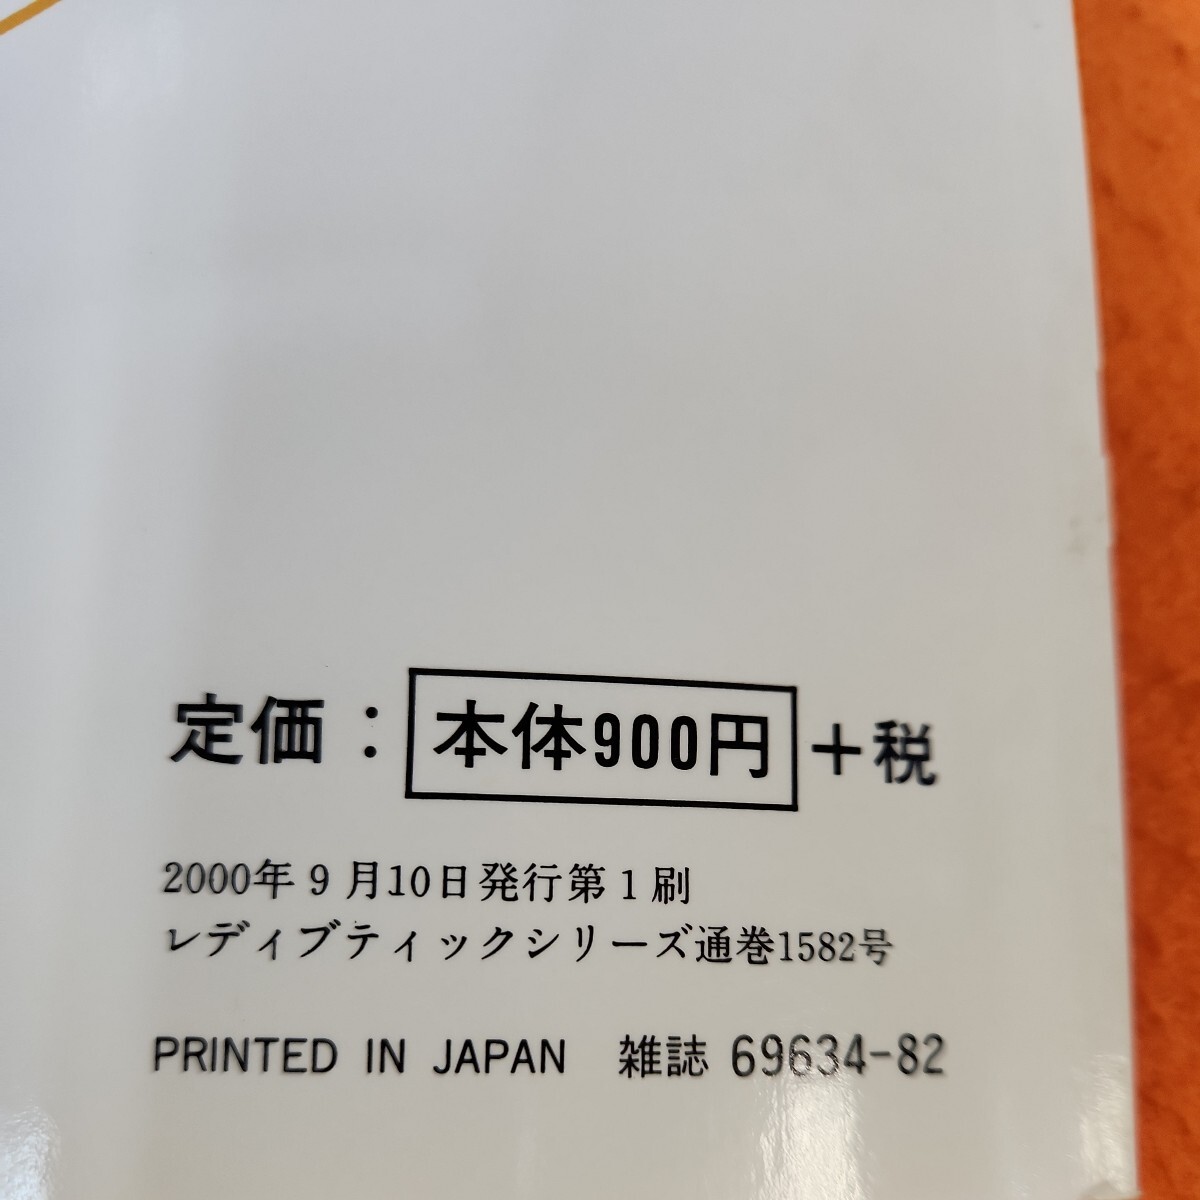 定価：本体900円＋税
2000年9月10日発行第1刷
レディブティックシリーズ通巻1582号
PRINTED IN JAPAN 雑誌 69634-82